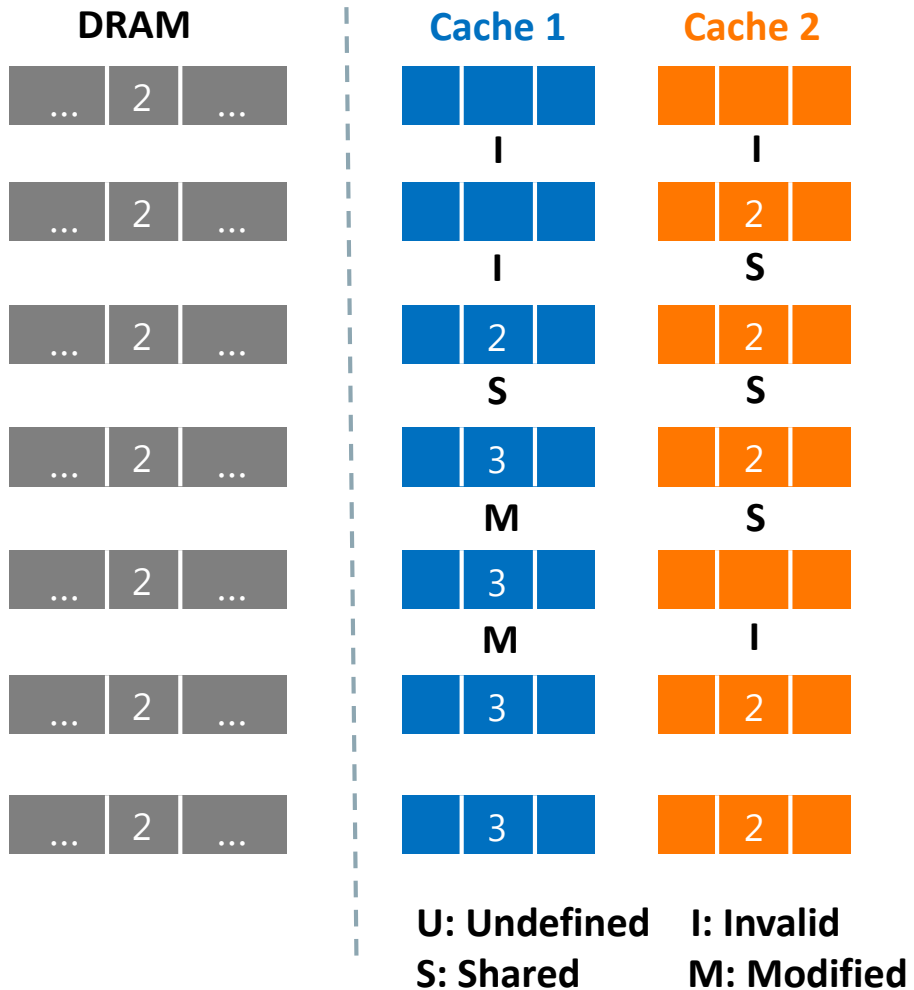 DRAM Cache 1 Cache 2
... 2 ...
I I
... 2 ... 2
I S
... 2 ... 2 2
S S
... 2 ... 3 2
M S
... 2 ... 3
M I
... 2 ... 3 2
... 2 ... 3 2
U: Undefined I: Invalid
S: Shared M: Modified